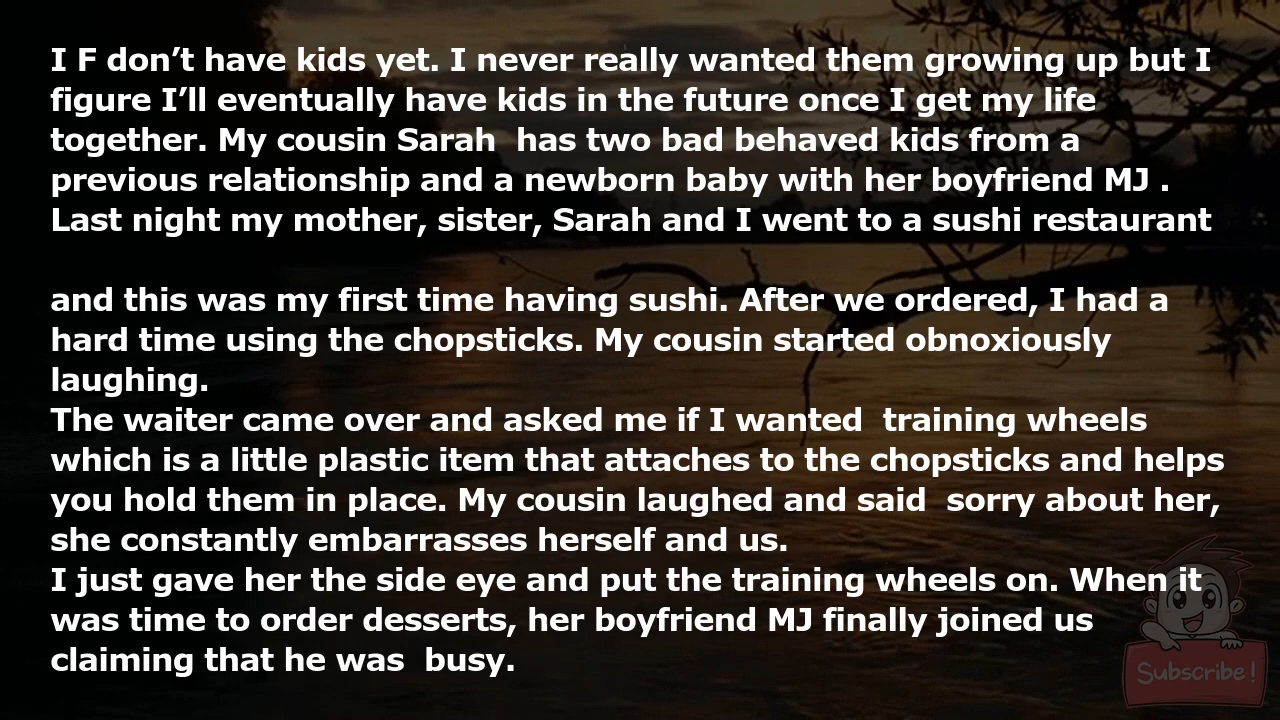 I F don’t have kids yet. I never really wanted them growing up but I
figure I’ll eventually have kids in the future once I get my life
together. My cousin Sarah  has two bad behaved kids from a
previous relationship and a newborn baby with her boyfriend MJ .
Last night my mother, sister, Sarah and I went to a sushi restaurant
and this was my first time having sushi. After we ordered, I had a
hard time using the chopsticks. My cousin started obnoxiously
laughing.
The waiter came over and asked me if I wanted  training wheels
which is a little plastic item that attaches to the chopsticks and helps
you hold them in place. My cousin laughed and said  sorry about her,
she constantly embarrasses herself and us.
I just gave her the side eye and put the training wheels on. When it
was time to order desserts, her boyfriend MJ finally joined us
claiming that he was  busy.
Subscribe!